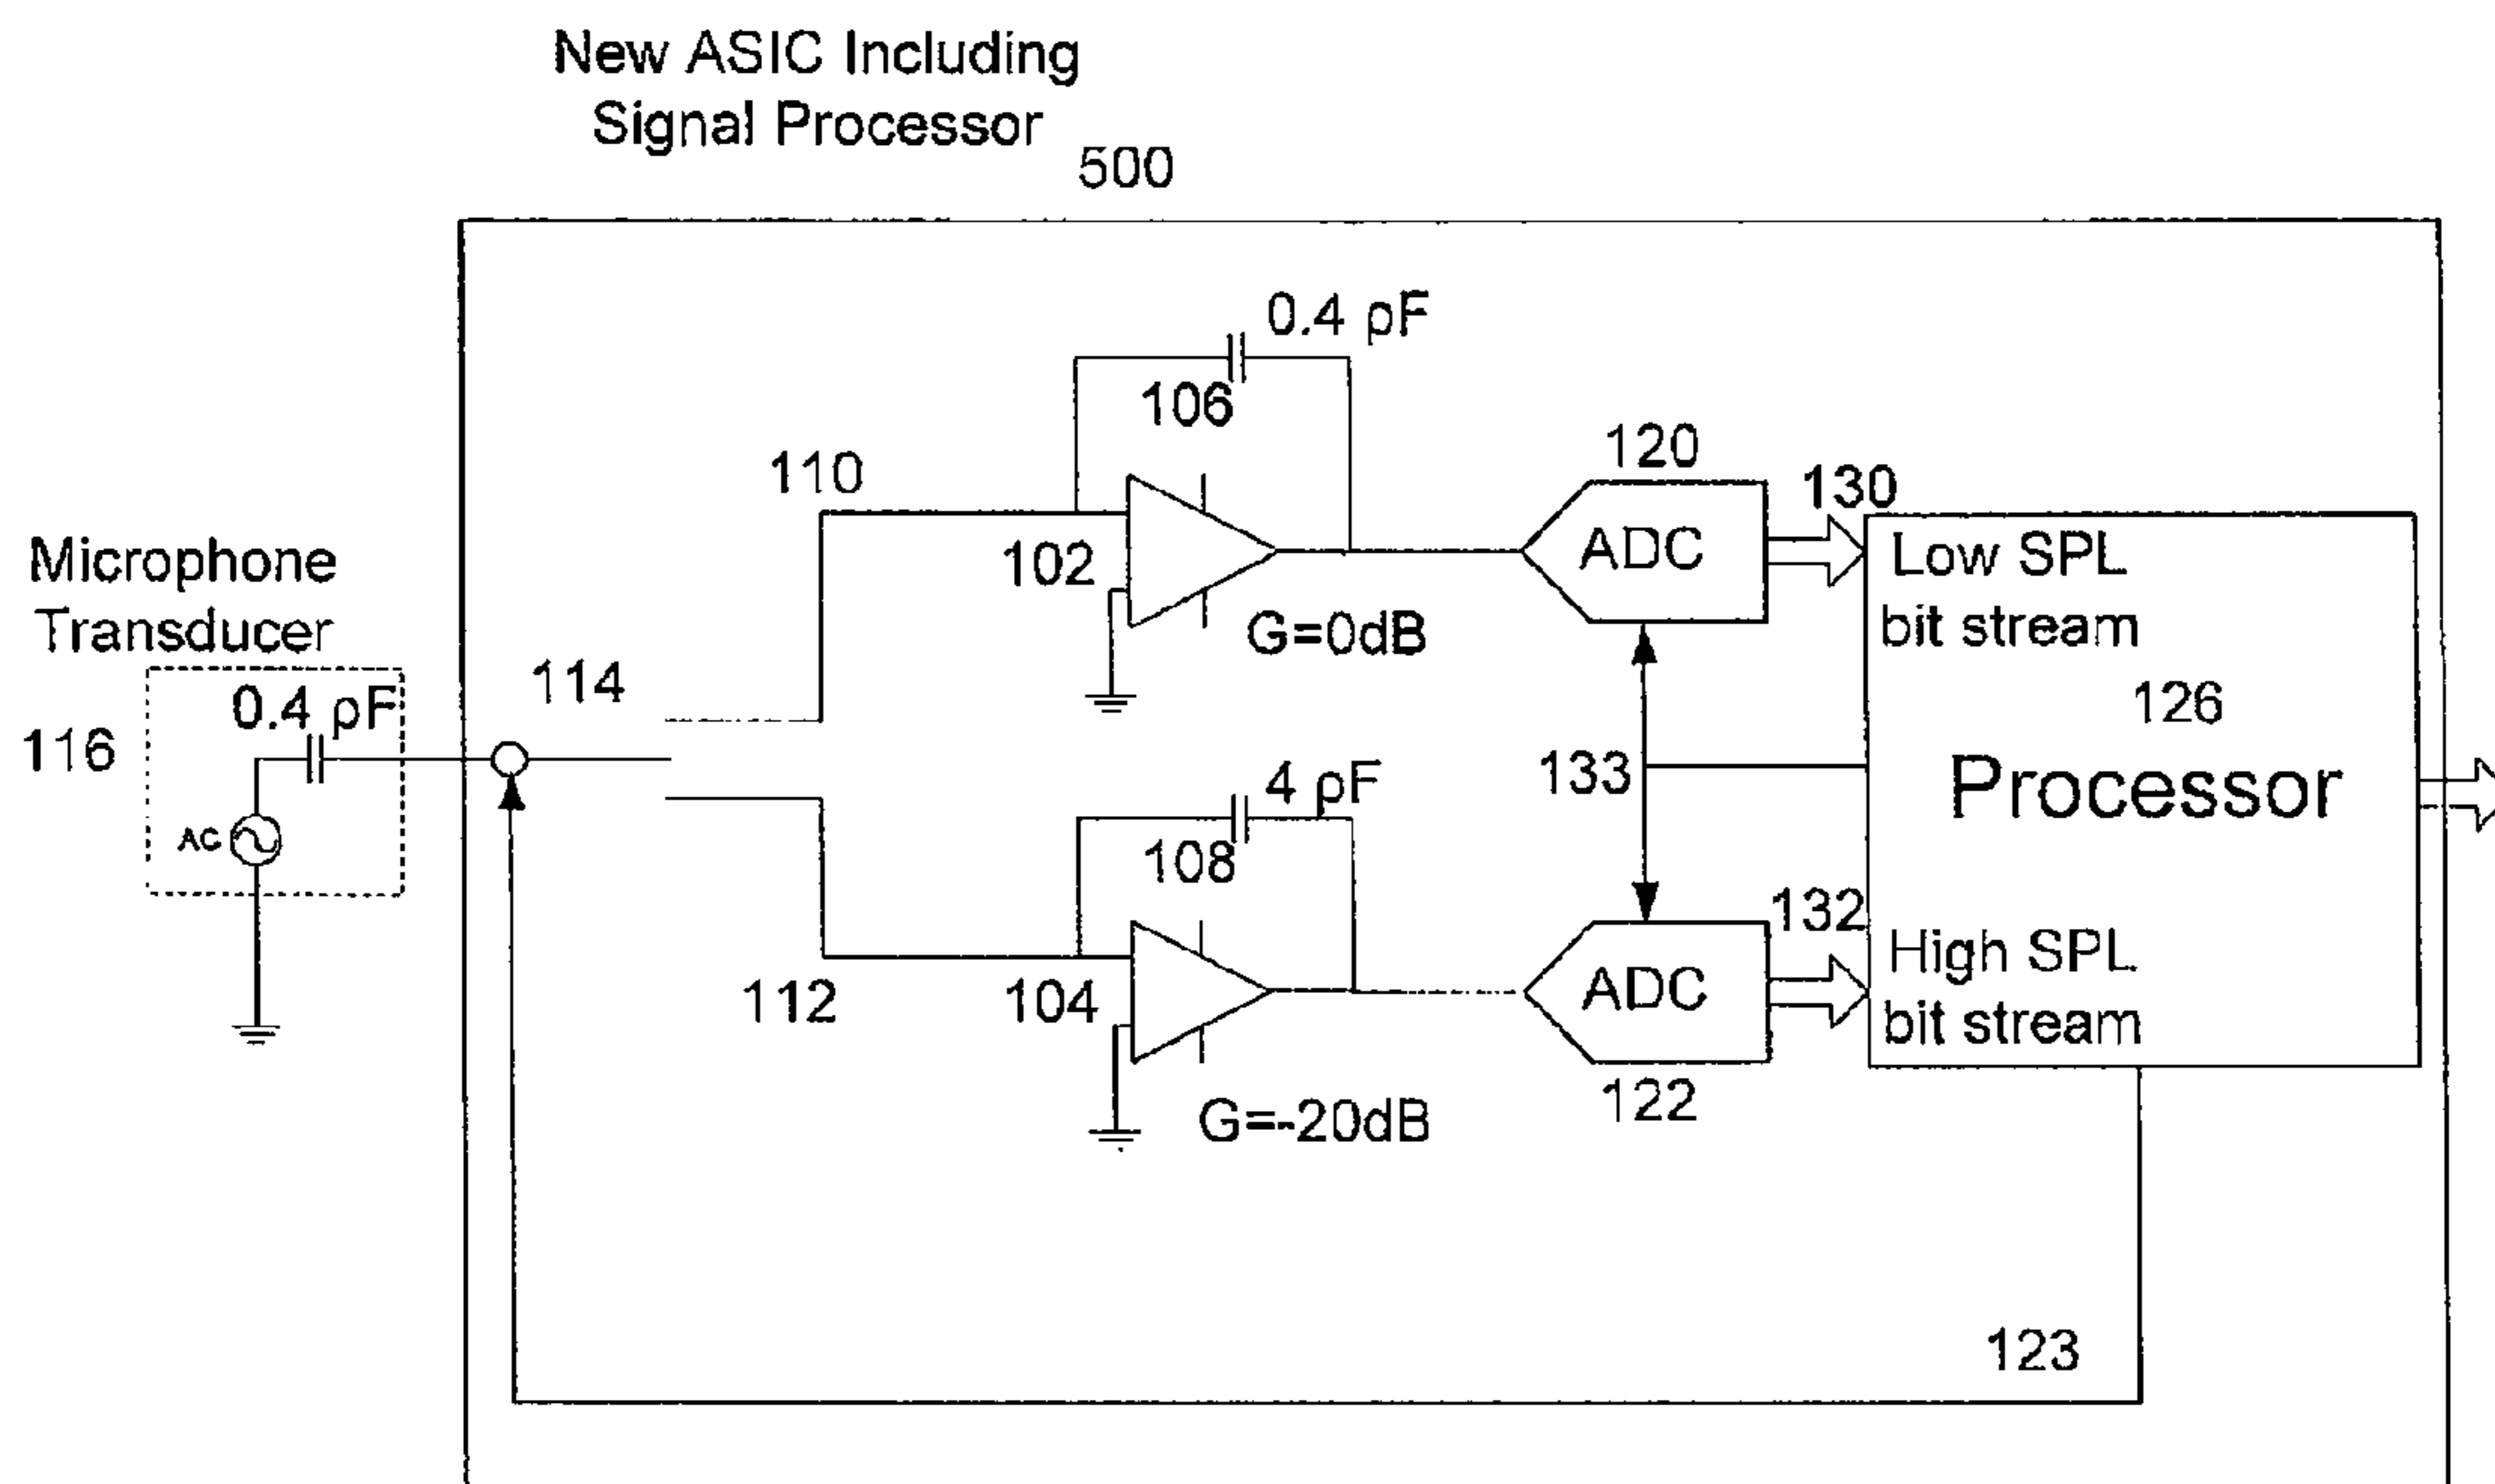 New ASIC Including
Signal Processor
500
0.4 pF
106
110
120
130
ADC
Low SPL
bit stream
102
G=0dB
Microphone
Transducer
114
0.4 pF
116
126
Processor
133
4 pF
AC
108
132
High SPL
bit stream
112
104
ADC
G=-20dB
122
123